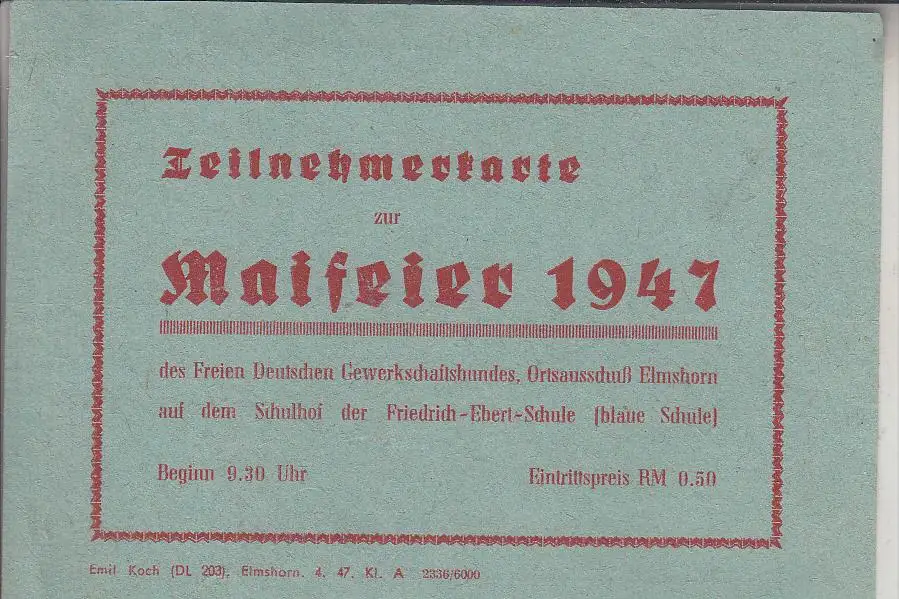 Teilnehmerkarte
zur
Maifeier 1947
des Freien Deutschen Gewerkschaftsbundes, Ortsausschuß Elmshorn
auf dem Schulhof der Friedrich-Ebert-Schule (blaue Schule)
Beginn 9.30 Uhr Eintrittspreis RM 0.50
Emil Koch (DL 203), Elmshorn. 4. 47. Kl. A 2336/6000